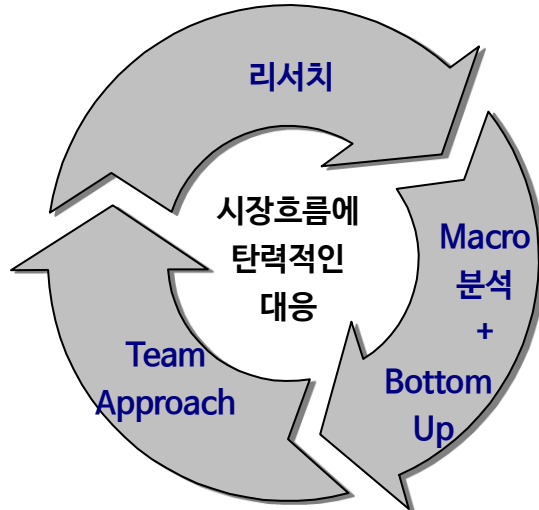 리서치
시장흐름에
탄력적인
대응
Macro
분석
+
Bottom
Up
Team
Approach